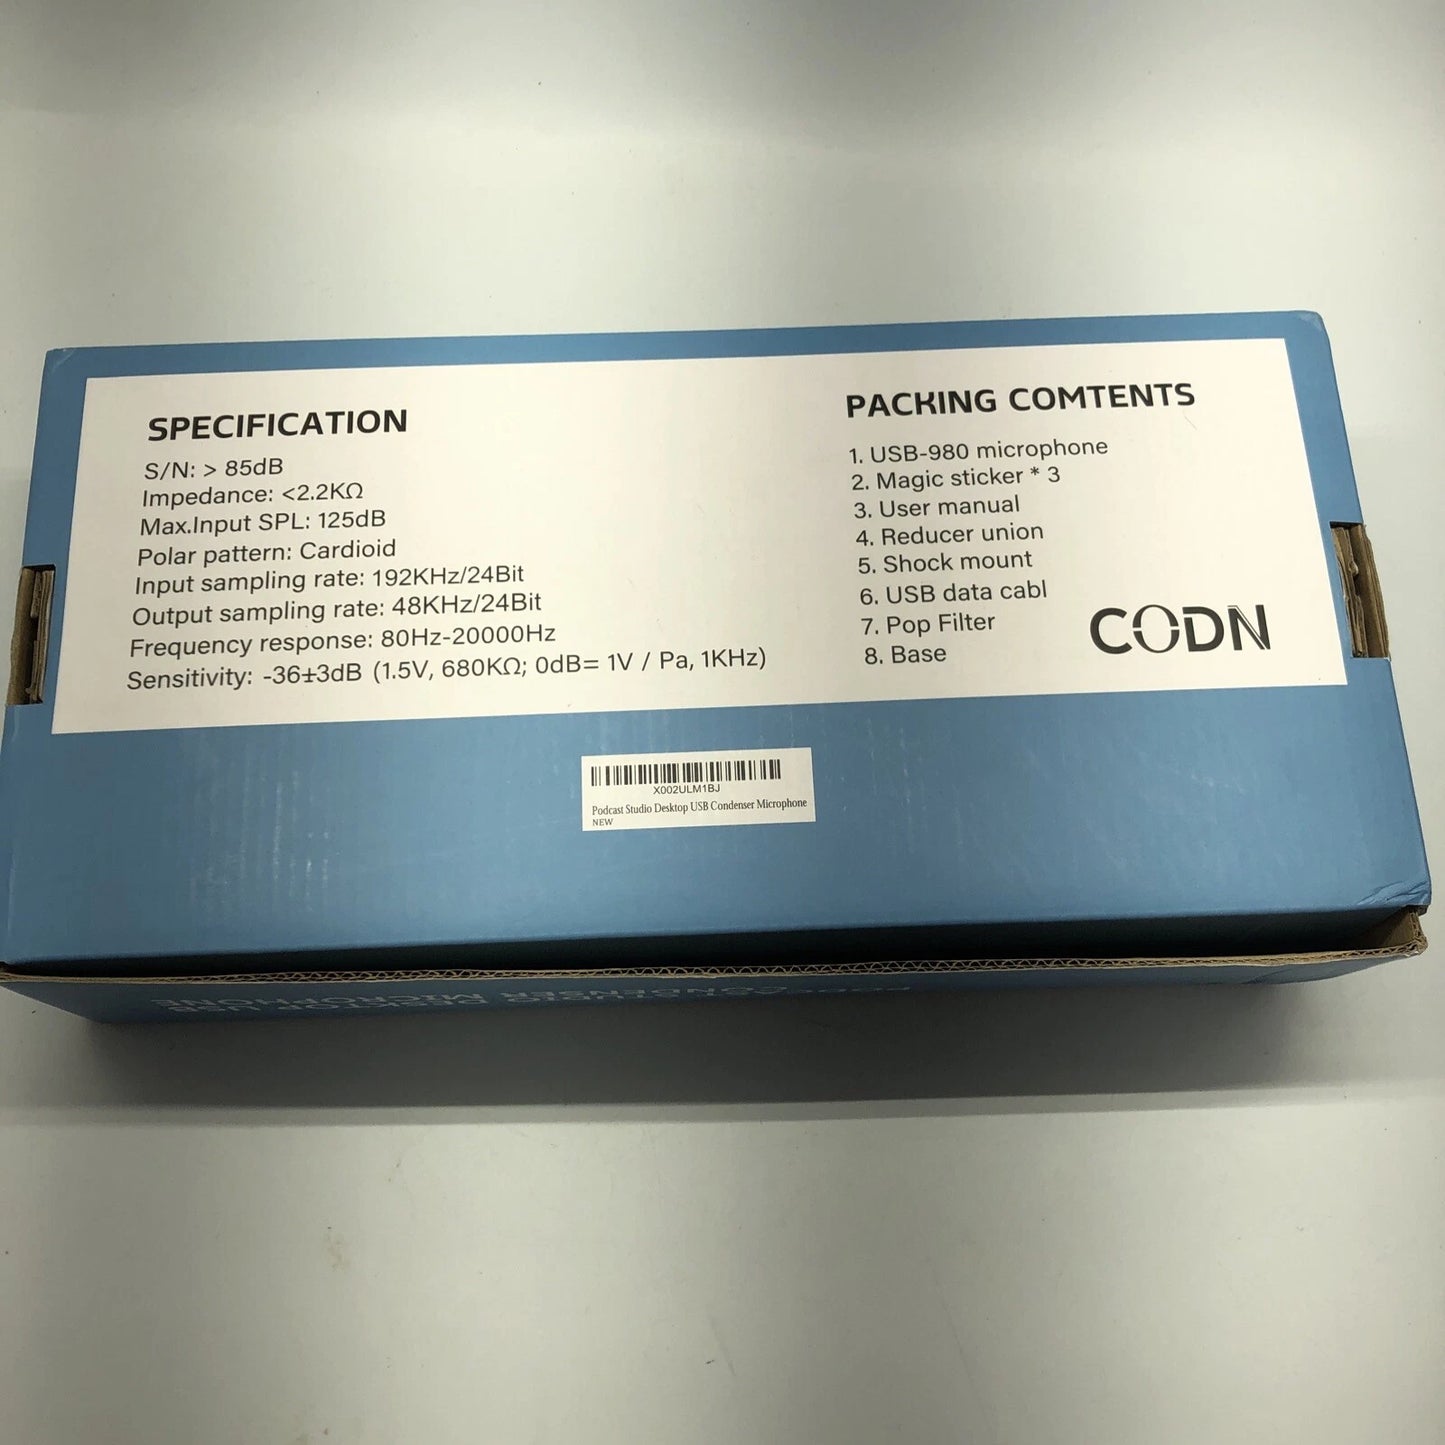 SPECIFICATION
S/N: > 85dB
Impedance: <2.2KΩ
Max.Input SPL: 125dB
Polar pattern: Cardioid
Input sampling rate: 192KHz/24Bit
Output sampling rate: 48KHz/24Bit
Frequency response: 80Hz-20000Hz
Sensitivity: -36±3dB (1.5V, 680KΩ; 0dB= 1V / Pa, 1KHz)
PACKING COMTENTS
1. USB-980 microphone
2. Magic sticker * 3
3. User manual
4. Reducer union
5. Shock mount
6. USB data cabl
7. Pop Filter
8. Base
CODN
X002ULM1BJ
Podcast Studio Desktop USB Condenser Microphone
NEW
CONDENSER MICROPHONE